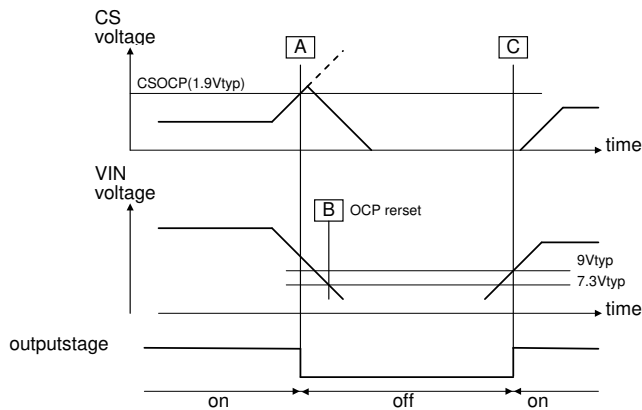 CS
voltage
A
C
CSOCP(1.9Vtyp)
time
VIN
voltage
B
OCP rerset
9Vtyp
7.3Vtyp
time
outputstage
on
off
on